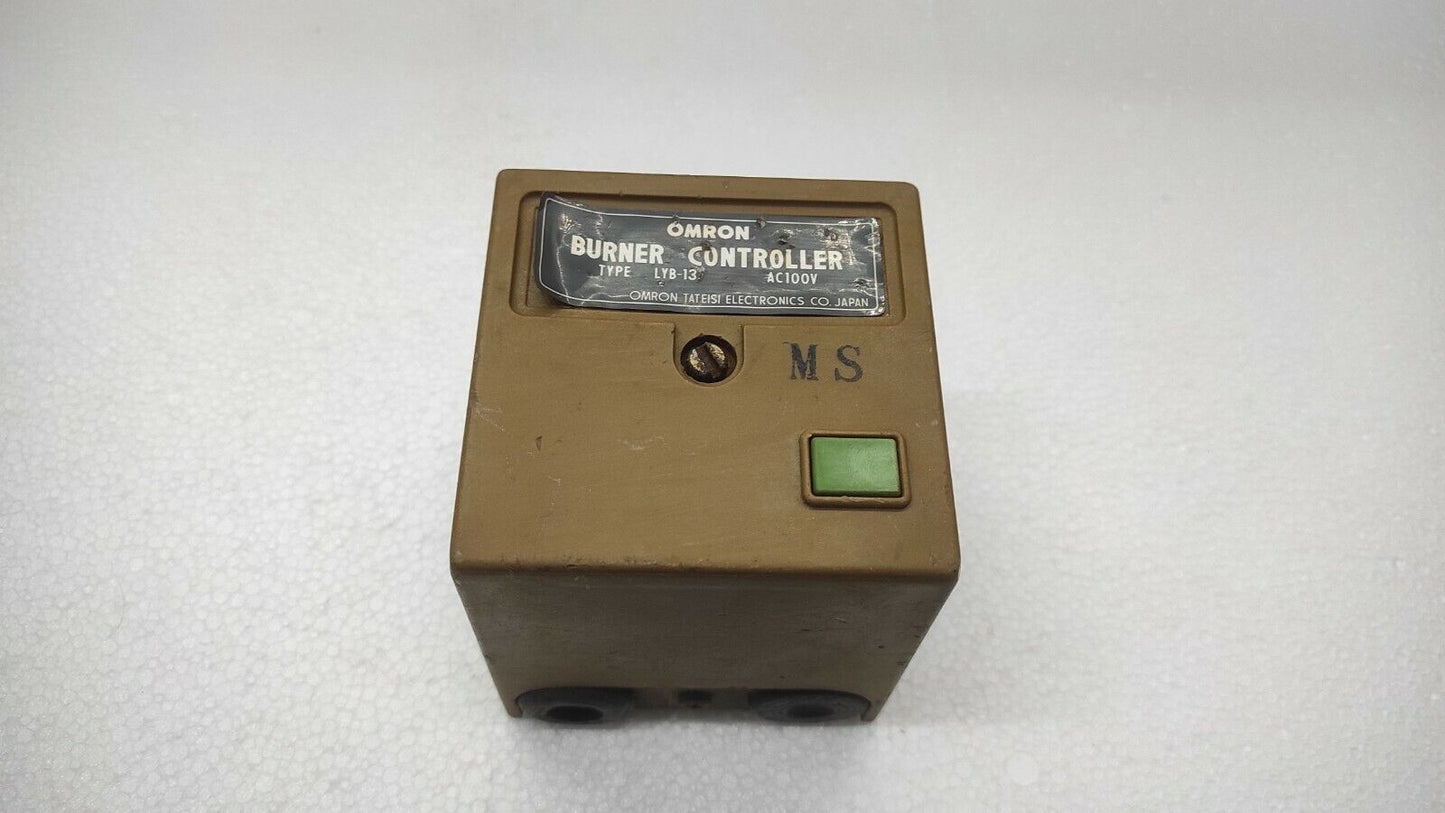 OMRON
BURNER CONTROLLER
TYPE LYB-13 AC100V
OMRON TATEISI ELECTRONICS CO. JAPAN
MS